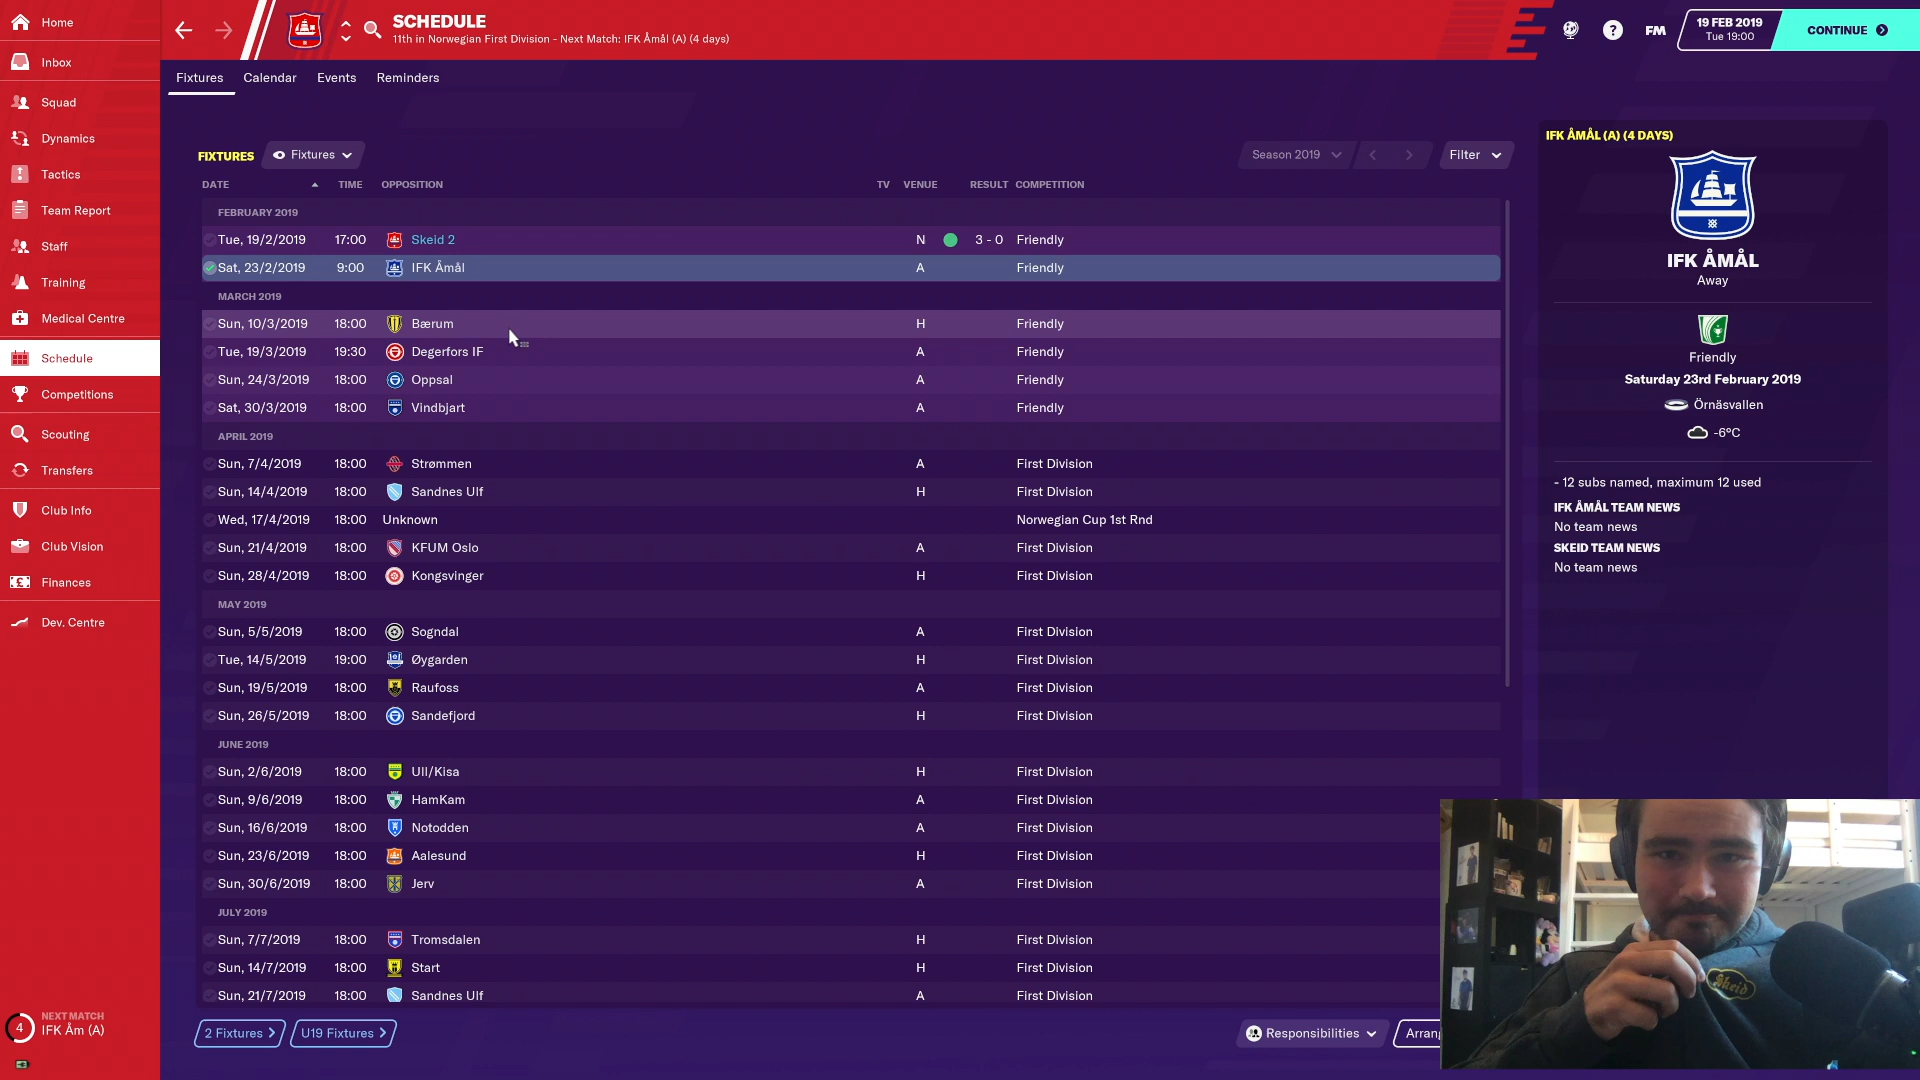 Home
Inbox
Squad
Dynamics
Tactics
Team Report
Staff
Training
Medical Centre
Schedule
Competitions
Scouting
Transfers
Club Info
Club Vision
Finances
Dev. Centre
4
NEXT MATCH
IFK Åm (A)
SCHEDULE
11th in Norwegian First Division - Next Match: IFK Åmål (A) (4 days)
?
FM
19 FEB 2019
Tue 19:00
CONTINUE
Fixtures Calendar Events Reminders
FIXTURES Fixtures Season 2019 Filter
DATE TIME OPPOSITION TV VENUE RESULT COMPETITION
FEBRUARY 2019
Tue, 19/2/2019 17:00 Skeid 2 N 3 - 0 Friendly
Sat, 23/2/2019 9:00 IFK Åmål A Friendly
MARCH 2019
Sun, 10/3/2019 18:00 Bærum H Friendly
Tue, 19/3/2019 19:30 Degerfors IF A Friendly
Sun, 24/3/2019 18:00 Oppsal A Friendly
Sat, 30/3/2019 18:00 Vindbjart A Friendly
APRIL 2019
Sun, 7/4/2019 18:00 Strømmen A First Division
Sun, 14/4/2019 18:00 Sandnes Ulf H First Division
Wed, 17/4/2019 18:00 Unknown Norwegian Cup 1st Rnd
Sun, 21/4/2019 18:00 KFUM Oslo A First Division
Sun, 28/4/2019 18:00 Kongsvinger H First Division
MAY 2019
Sun, 5/5/2019 18:00 Sogndal A First Division
Tue, 14/5/2019 19:00 Øygarden H First Division
Sun, 19/5/2019 18:00 Raufoss A First Division
Sun, 26/5/2019 18:00 Sandefjord H First Division
JUNE 2019
Sun, 2/6/2019 18:00 Ull/Kisa H First Division
Sun, 9/6/2019 18:00 HamKam A First Division
Sun, 16/6/2019 18:00 Notodden A First Division
Sun, 23/6/2019 18:00 Aalesund H First Division
Sun, 30/6/2019 18:00 Jerv A First Division
JULY 2019
Sun, 7/7/2019 18:00 Tromsdalen H First Division
Sun, 14/7/2019 18:00 Start H First Division
Sun, 21/7/2019 18:00 Sandnes Ulf A First Division
2 Fixtures U19 Fixtures Responsibilities Arrang
IFK ÅMÅL (A) (4 DAYS)
IFK ÅMÅL
Away
Friendly
Saturday 23rd February 2019
Örnäsvallen
-6°C
- 12 subs named, maximum 12 used
IFK ÅMÅL TEAM NEWS
No team news
SKEID TEAM NEWS
No team news
Skeid